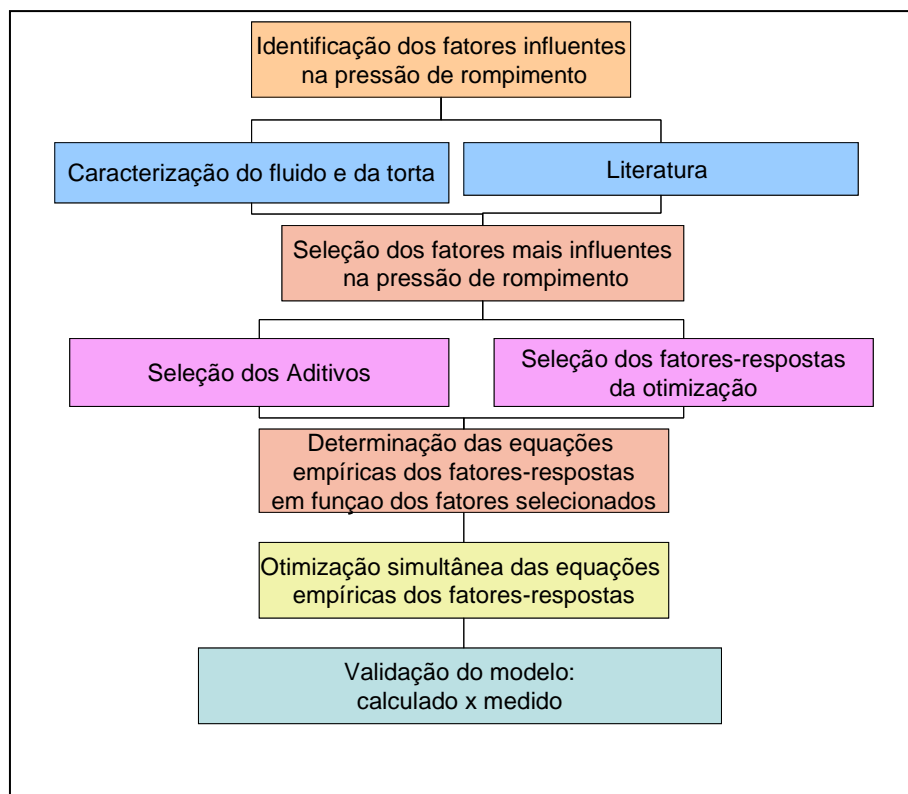 Identificação dos fatores influentes
na pressão de rompimento
Caracterização do fluido e da torta
Literatura
Seleção dos fatores mais influentes
na pressão de rompimento
Seleção dos Aditivos
Seleção dos fatores-respostas
da otimização
Determinação das equações
empíricas dos fatores-respostas
em funçao dos fatores selecionados
Otimização simultânea das equações
empíricas dos fatores-respostas
Validação do modelo:
calculado x medido